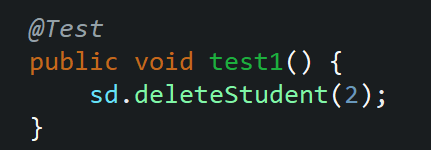 @Test
public void test1() {
    sd.deleteStudent(2);
}